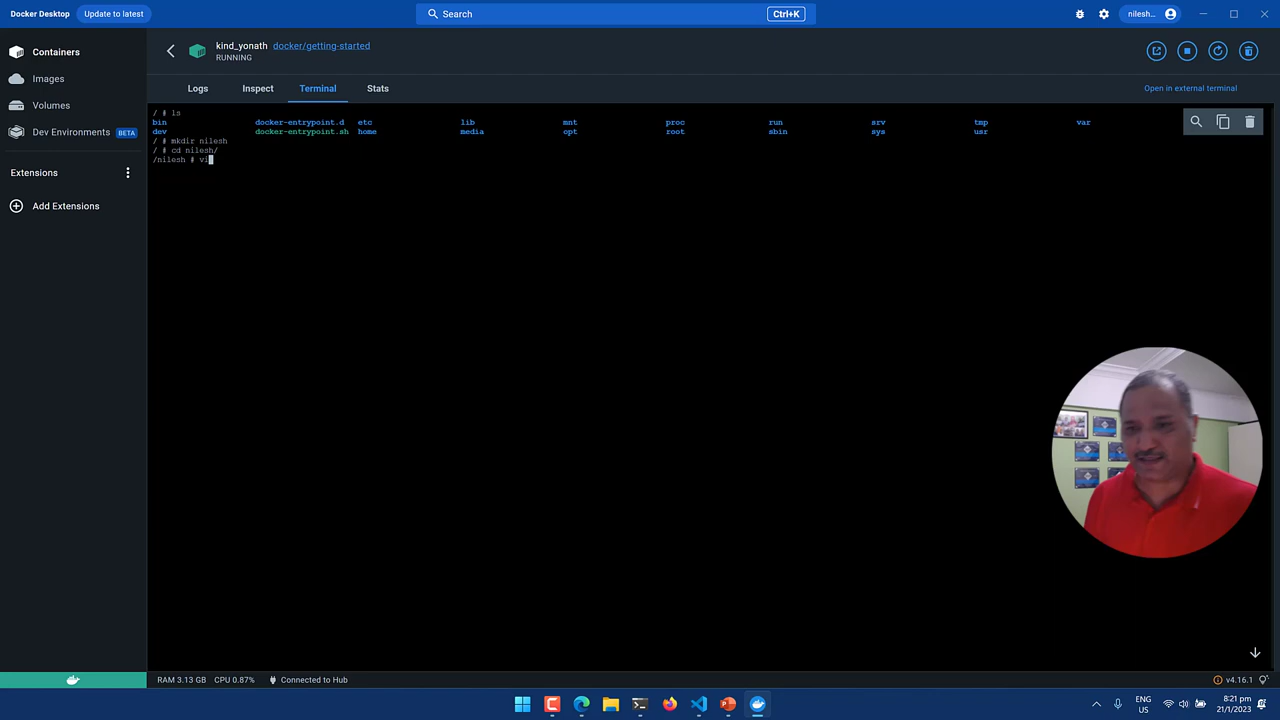 Docker Desktop Update to latest Search Ctrl+K nilesh...
Containers
Images
Volumes
Dev Environments BETA
Extensions
Add Extensions
kind_yonath docker/getting-started
RUNNING
Logs Inspect Terminal Stats Open in external terminal
/ # ls
bin docker-entrypoint.d etc lib mnt proc run srv tmp var
dev docker-entrypoint.sh home media opt root sbin sys usr
/ # mkdir nilesh
/ # cd nilesh/
/nilesh # vi
RAM 3.13 GB CPU 0.87% Connected to Hub v4.16.1
ENG
US
8:21 pm
21/1/2023